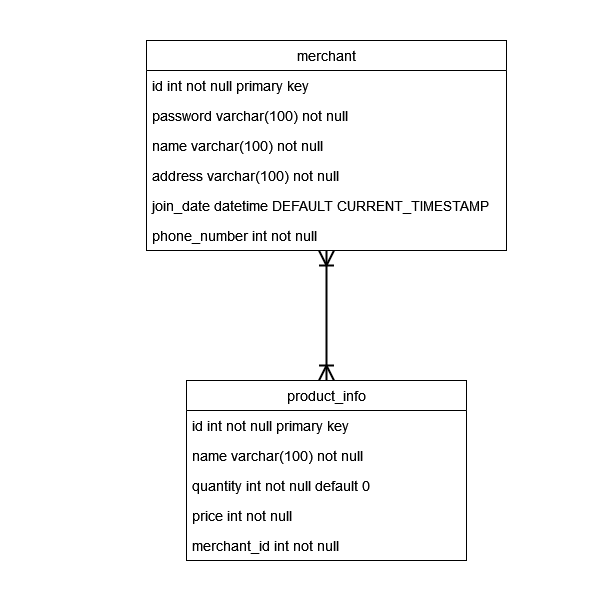 merchant
id int not null primary key
password varchar(100) not null
name varchar(100) not null
address varchar(100) not null
join_date datetime DEFAULT CURRENT_TIMESTAMP
phone_number int not null
product_info
id int not null primary key
name varchar(100) not null
quantity int not null default 0
price int not null
merchant_id int not null